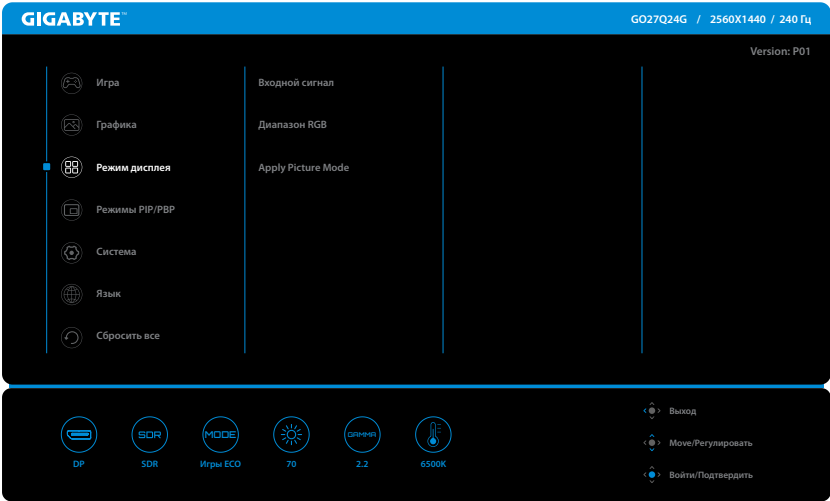 GIGABYTE™
GO27Q24G / 2560X1440 / 240 Гц
Version: P01
Игра
Графика
Режим дисплея
Режимы PIP/PBP
Система
Язык
Сбросить все
Входной сигнал
Диапазон RGB
Apply Picture Mode
SDR
MODE
GAMMA
DP
SDR
Игры ECO
70
2.2
6500K
Выход
Move/Регулировать
Войти/Подтвердить